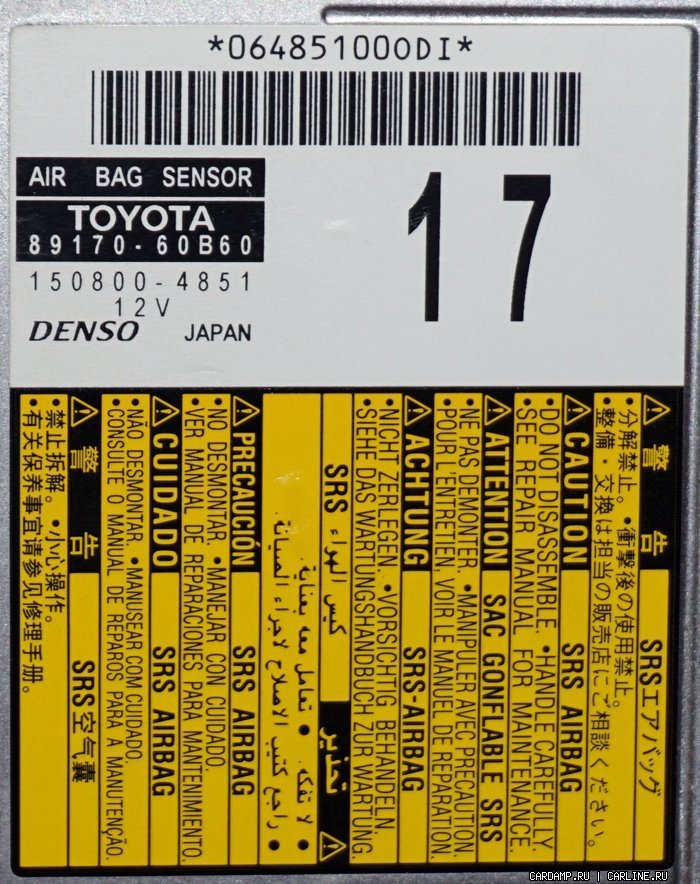 *064851000DI*
AIR BAG SENSOR
TOYOTA
89170-60B60
150800-4851
12V
DENSO JAPAN
17
⚠警告 SRSエアバッグ
・分解禁止。・衝撃後の使用禁止。
・整備・交換は担当の販売店にご相談ください。
⚠CAUTION SRS AIRBAG
•DO NOT DISASSEMBLE. •HANDLE CAREFULLY.
•SEE REPAIR MANUAL FOR MAINTENANCE.
⚠ATTENTION SAC GONFLABLE SRS
•NE PAS DEMONTER. •MANIPULER AVEC PRECAUTION.
•POUR L'ENTRETIEN, VOIR LE MANUEL DE REPARATION.
⚠ACHTUNG SRS-AIRBAG
•NICHT ZERLEGEN. •VORSICHTIG BEHANDELN.
•SIEHE DAS WARTUNGSHANDBUCH ZUR WARTUNG.
⚠ تحذير كيس الهواء SRS
• لا تفكه. • تعامل معه بعناية.
• راجع كتيب الاصلاح لاجراء الصيانة.
⚠PRECAUCIÓN SRS AIRBAG
•NO DESMONTAR. •MANEJAR CON CUIDADO.
•VER MANUAL DE REPARACIONES PARA MANTENIMIENTO.
⚠CUIDADO SRS AIRBAG
•NÃO DESMONTAR. •MANUSEAR COM CUIDADO.
•CONSULTE O MANUAL DE REPAROS PARA A MANUTENÇÃO.
⚠警告 SRS空气囊
•禁止拆解。•小心操作。
•有关保养事宜请参见修理手册。
CARDAMP.RU | CARLINE.RU